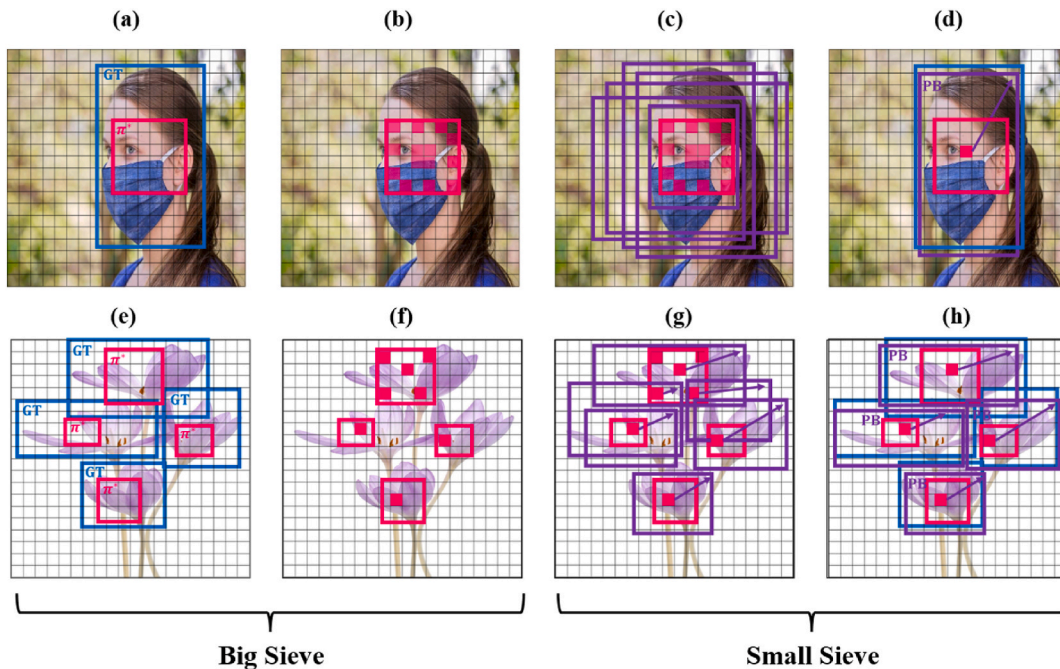 (a)
(b)
(c)
(d)
GT
π*
PB
(e)
(f)
(g)
(h)
GT
π*
GT
GT
π*
π*
GT
π*
PB
PB
PB
Big Sieve
Small Sieve